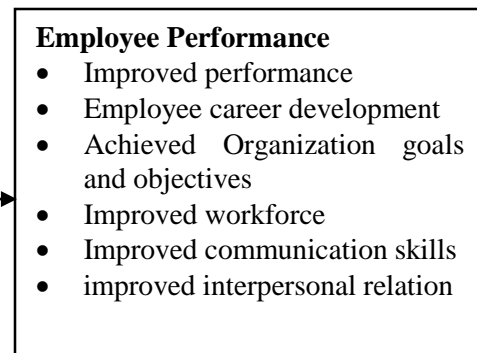 Employee Performance
• Improved performance
• Employee career development
• Achieved Organization goals
and objectives
• Improved workforce
• Improved communication skills
• improved interpersonal relation